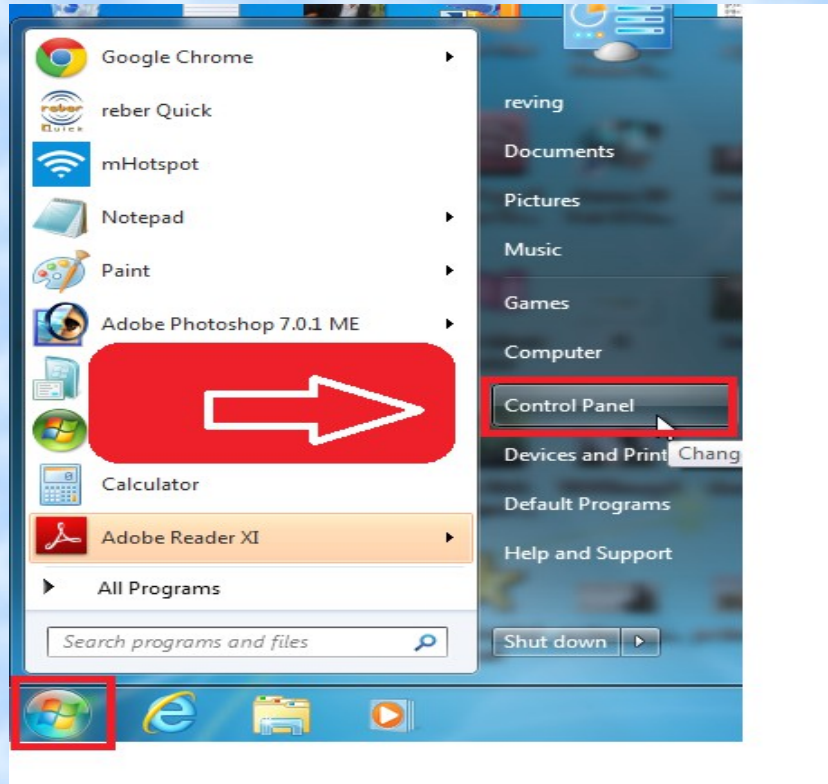 Google Chrome
reber Quick
reber
Quick
mHotspot
Notepad
Paint
Adobe Photoshop 7.0.1 ME
Calculator
Adobe Reader XI
All Programs
Search programs and files
reving
Documents
Pictures
Music
Games
Computer
Control Panel
Devices and Print
Chang
Default Programs
Help and Support
Shut down